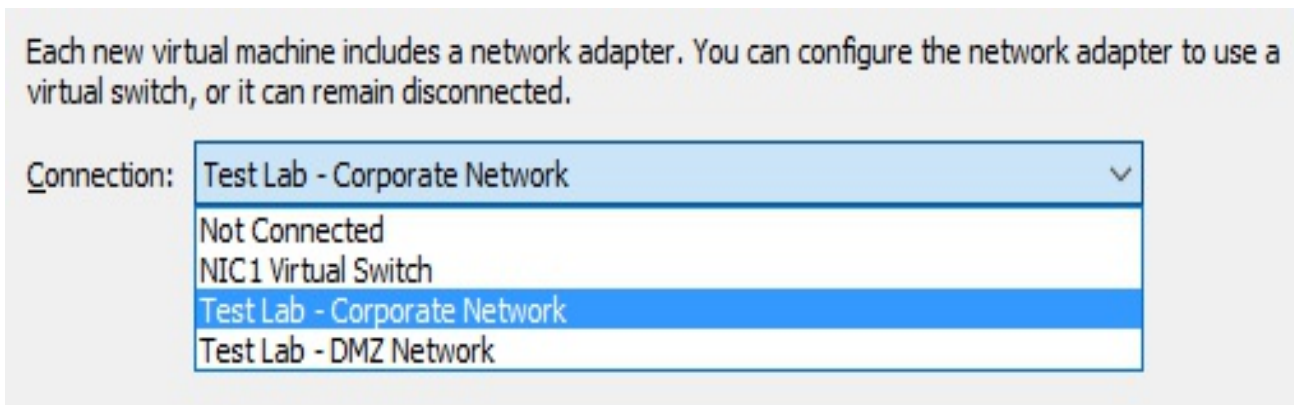 Each new virtual machine includes a network adapter. You can configure the network adapter to use a
virtual switch, or it can remain disconnected.
Connection: Test Lab - Corporate Network
Not Connected
NIC1 Virtual Switch
Test Lab - Corporate Network
Test Lab - DMZ Network